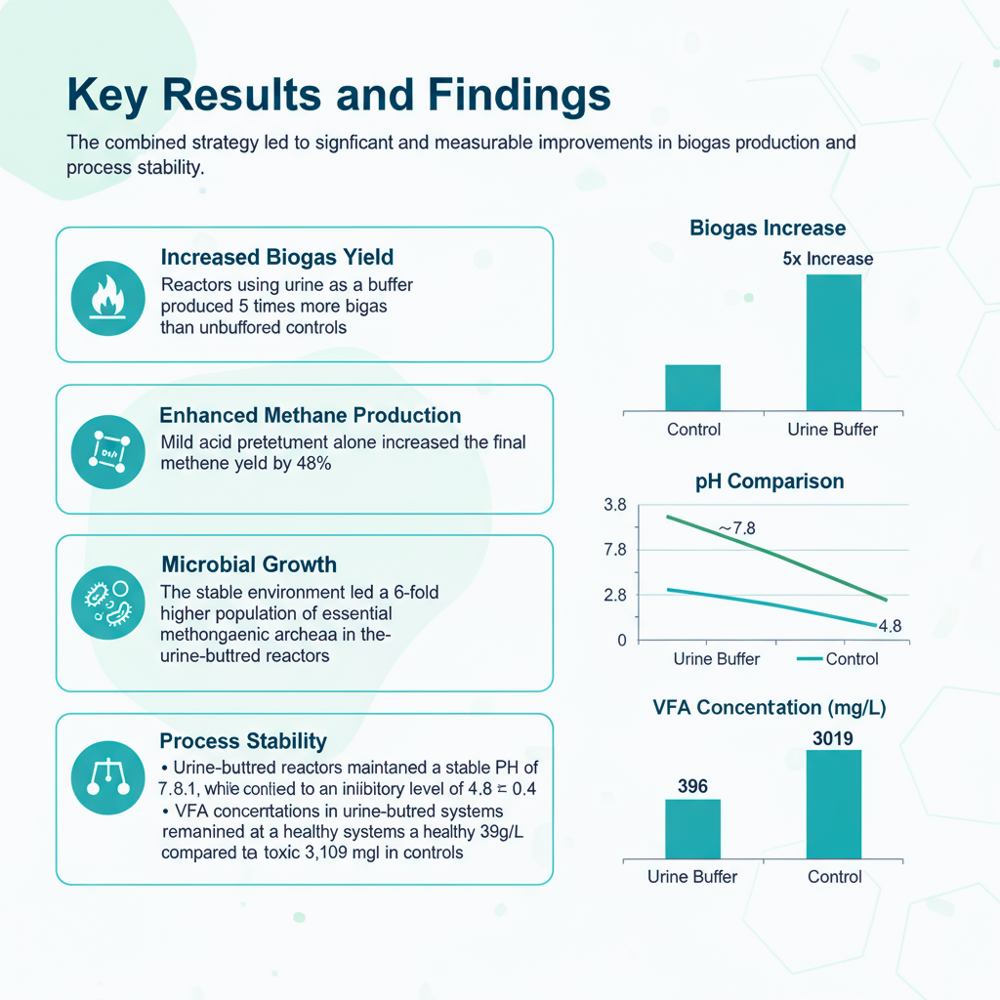 Key Results and Findings
The combined strategy led to signficant and measurable improvements in biogas production and
process stability.
Increased Biogas Yield
Reactors using urine as a buffer
produced 5 times more bigas
than unbuffored controls
Enhanced Methane Production
Mild acid pretetument alone increased the final
methene yeld by 48%
Microbial Growth
The stable environment led a 6-fold
higher population of essential
methongaenic archeaa in the-
urine-buttred reactors
Process Stability
• Urine-buttred reactors maintaned a stable PH of
7.8.1, while to an level of 4.8 = 0.4
• VFA concertations in urine-butred systems
remanined at a healthy systems a healthy 39g/L
compared ta toxic 3,109 mgl in controls
Biogas Increase
5x Increase
Control
Urine Buffer
pH Comparison
3.8
~7.8
7.8
2.8
4.8
0
Urine Buffer
Control
VFA Concentation (mg/L)
3019
396
Urine Buffer
Control